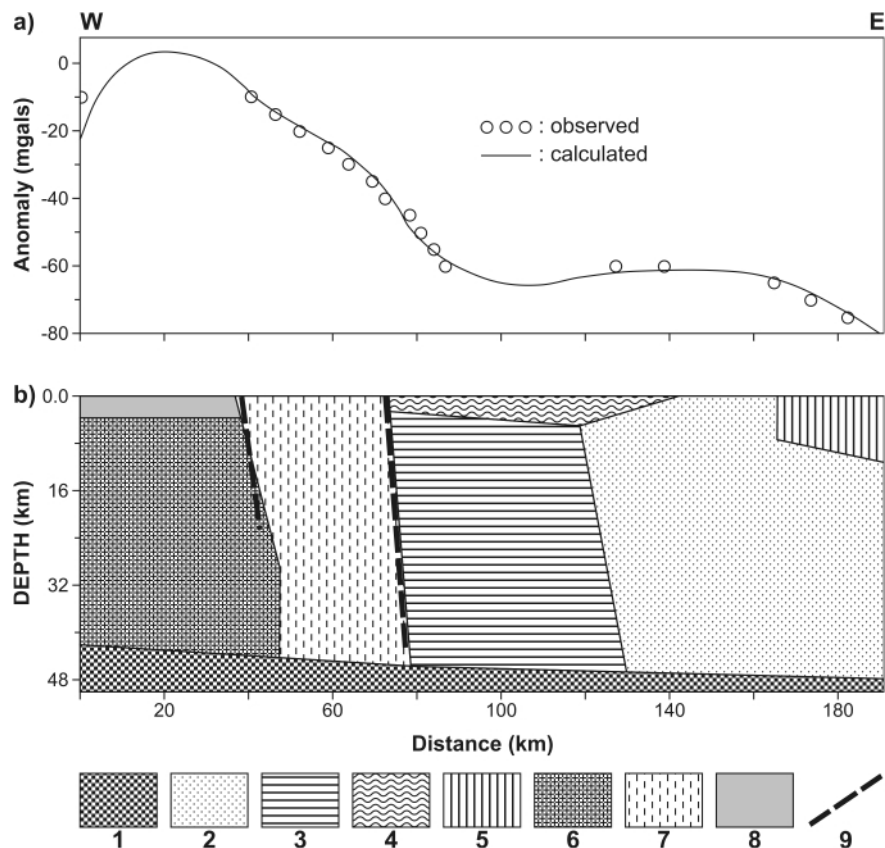 a) W E
0
-20
-40
-60
-80
Anomaly (mgals)
○ ○ ○ : observed
— : calculated
b)
0.0
16
32
48
DEPTH (km)
20 60 100 140 180
Distance (km)
1 2 3 4 5 6 7 8 9